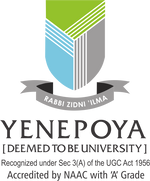 RABBI ZIDNI 'ILMA
YENEPOYA
[DEEMED TO BE UNIVERSITY]
Recognized under Sec 3(A) of the UGC Act 1956
Accredited by NAAC with 'A' Grade